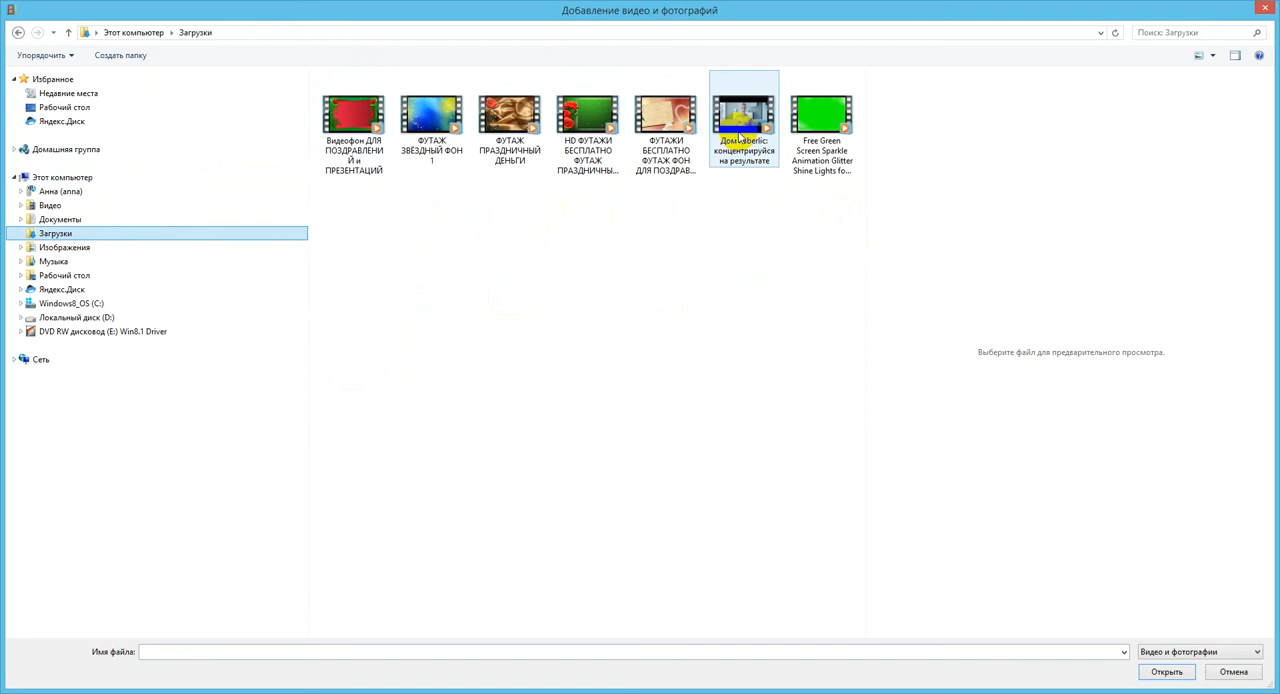 Добавление видео и фотографий
Этот компьютер Загрузки
Поиск: Загрузки
Упорядочить Создать папку
Избранное
Недавние места
Рабочий стол
Яндекс.Диск
Домашняя группа
Этот компьютер
Анна (anna)
Видео
Документы
Загрузки
Изображения
Музыка
Рабочий стол
Яндекс.Диск
Windows8_OS (C:)
Локальный диск (D:)
DVD RW дисковод (E:) Win8.1 Driver
Сеть
Видеофон ДЛЯ
ПОЗДРАВЛЕНИ
Й и
ПРЕЗЕНТАЦИЙ
ФУТАЖ
ЗВЁЗДНЫЙ ФОН
1
ФУТАЖ
ПРАЗДНИЧНЫЙ
ДЕНЬГИ
HD ФУТАЖИ
БЕСПЛАТНО
ФУТАЖ
ПРАЗДНИЧНЫ...
ФУТАЖИ
БЕСПЛАТНО
ФУТАЖ ФОН
ДЛЯ ПОЗДРАВ...
концентрируйся
на результате
Free Green
Screen Sparkle
Animation Glitter
Shine Lights fo...
Выберите файл для предварительного просмотра.
Имя файла:
Видео и фотографии
Открыть Отмена